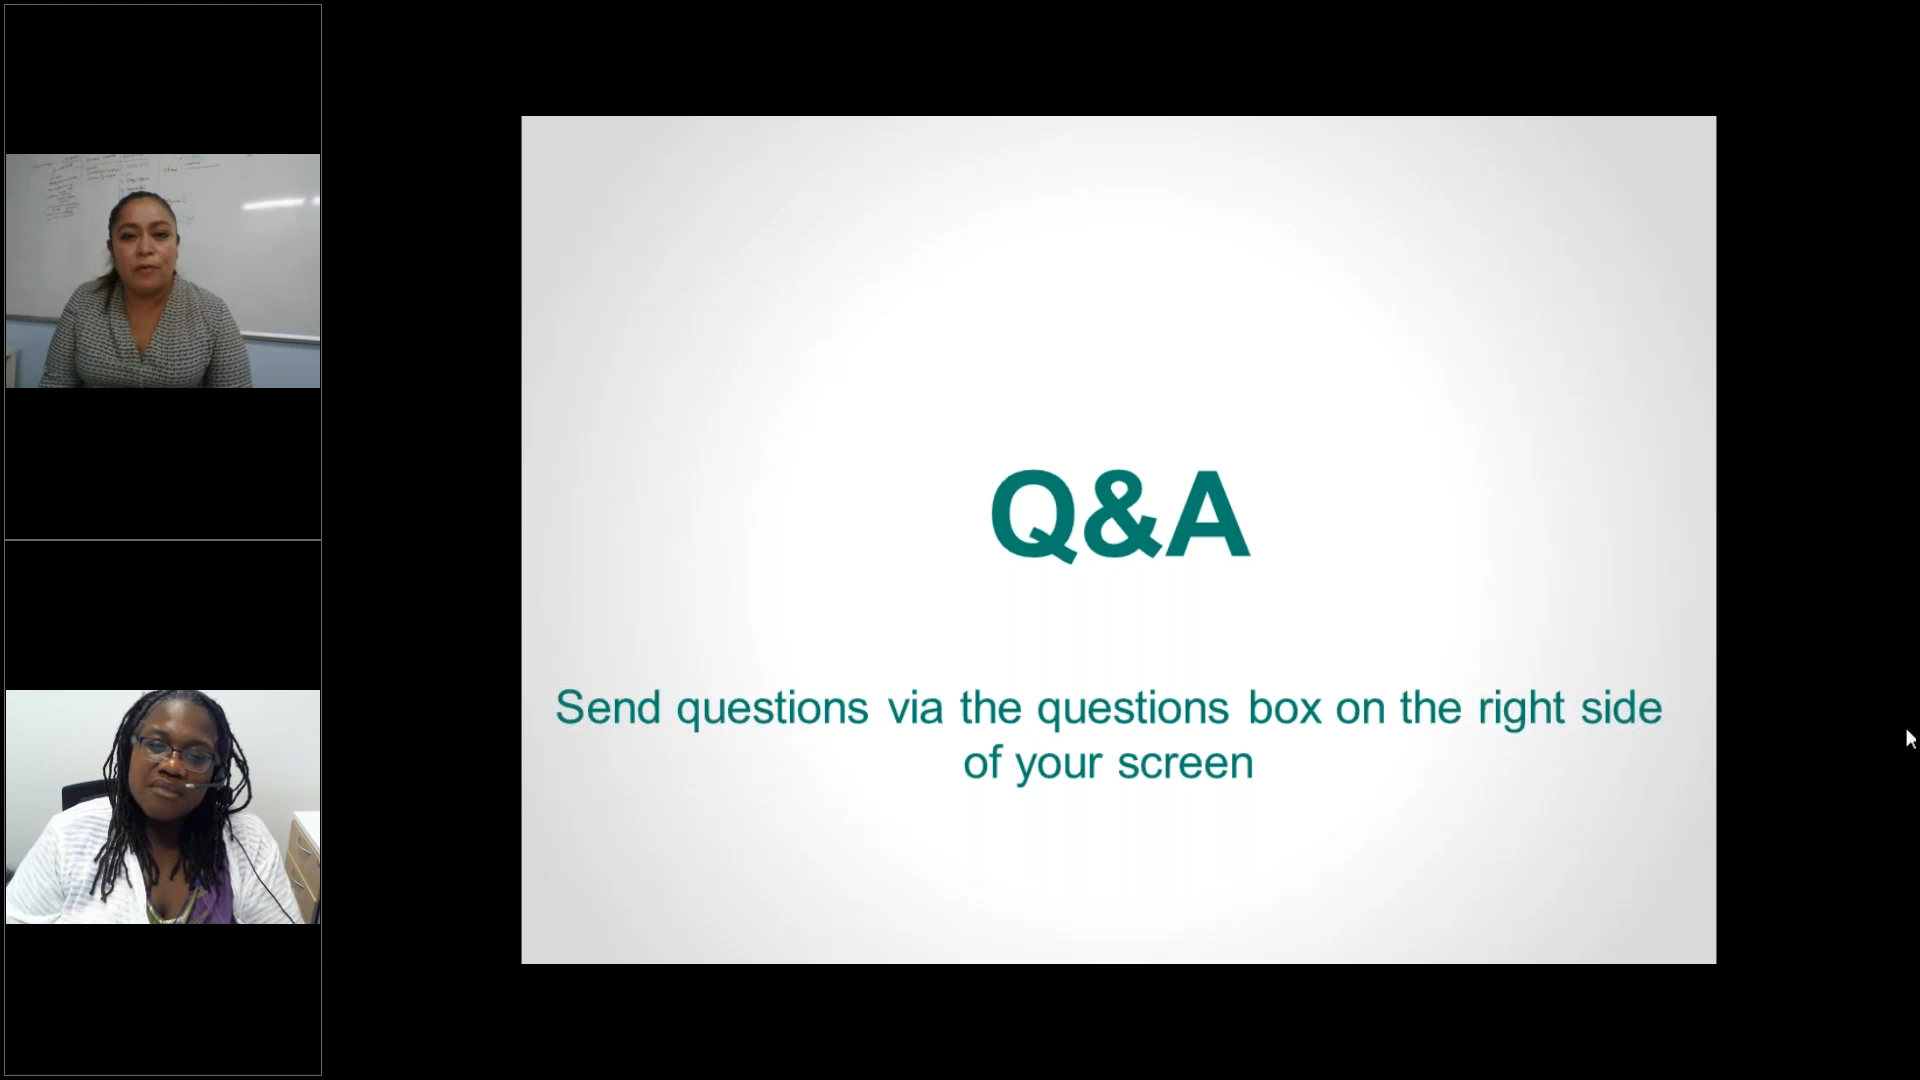 Q&A
Send questions via the questions box on the right side
of your screen